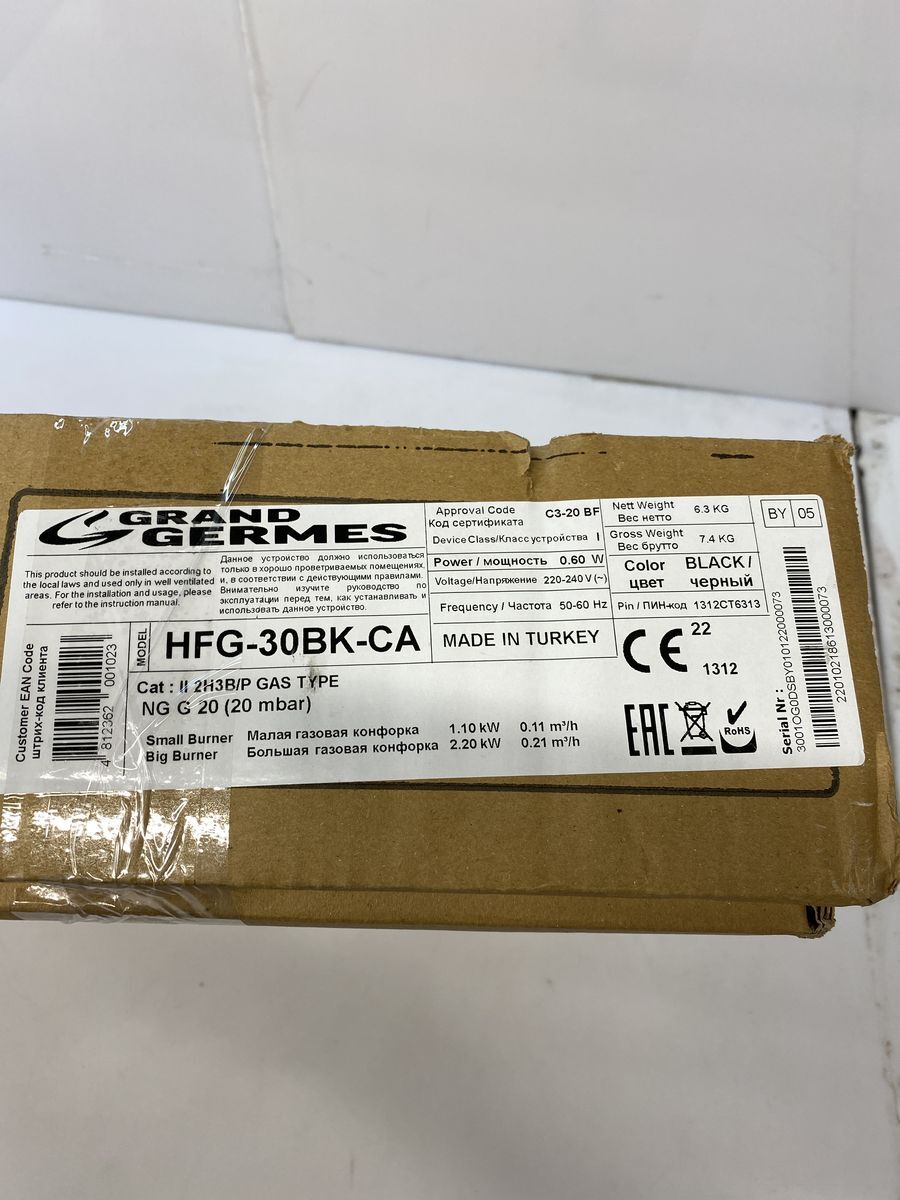 GRAND
GERMES
This product should be installed according to
the local laws and used only in well ventilated
areas. For the installation and usage, please
refer to the instruction manual.
Данное устройство должно использоваться
только в хорошо проветриваемых помещениях,
и, в соответствии с действующими правилами.
Внимательно изучите руководство по
эксплуатации перед тем, как устанавливать и
использовать данное устройство.
Approval Code C3-20 BF
Код сертификата
Device Class/Класс устройства I
Power / мощность 0.60 W
Voltage/Напряжение 220-240 V (~)
Frequency / Частота 50-60 Hz
Nett Weight 6.3 KG
Вес нетто
Gross Weight 7.4 KG
Вес брутто
Color BLACK /
цвет черный
Pin / ПИН-код 1312CT6313
BY 05
Customer EAN Code
штрих-код клиента
4 812362 001023
MODEL
HFG-30BK-CA
MADE IN TURKEY
Cat : II 2H3B/P GAS TYPE
NG G 20 (20 mbar)
Small Burner Малая газовая конфорка 1.10 kW 0.11 m³/h
Big Burner Большая газовая конфорка 2.20 kW 0.21 m³/h
CE 22
1312
EAC
RoHS
Serial Nr :
3001OG0DSBY010122000073
22010218613000073